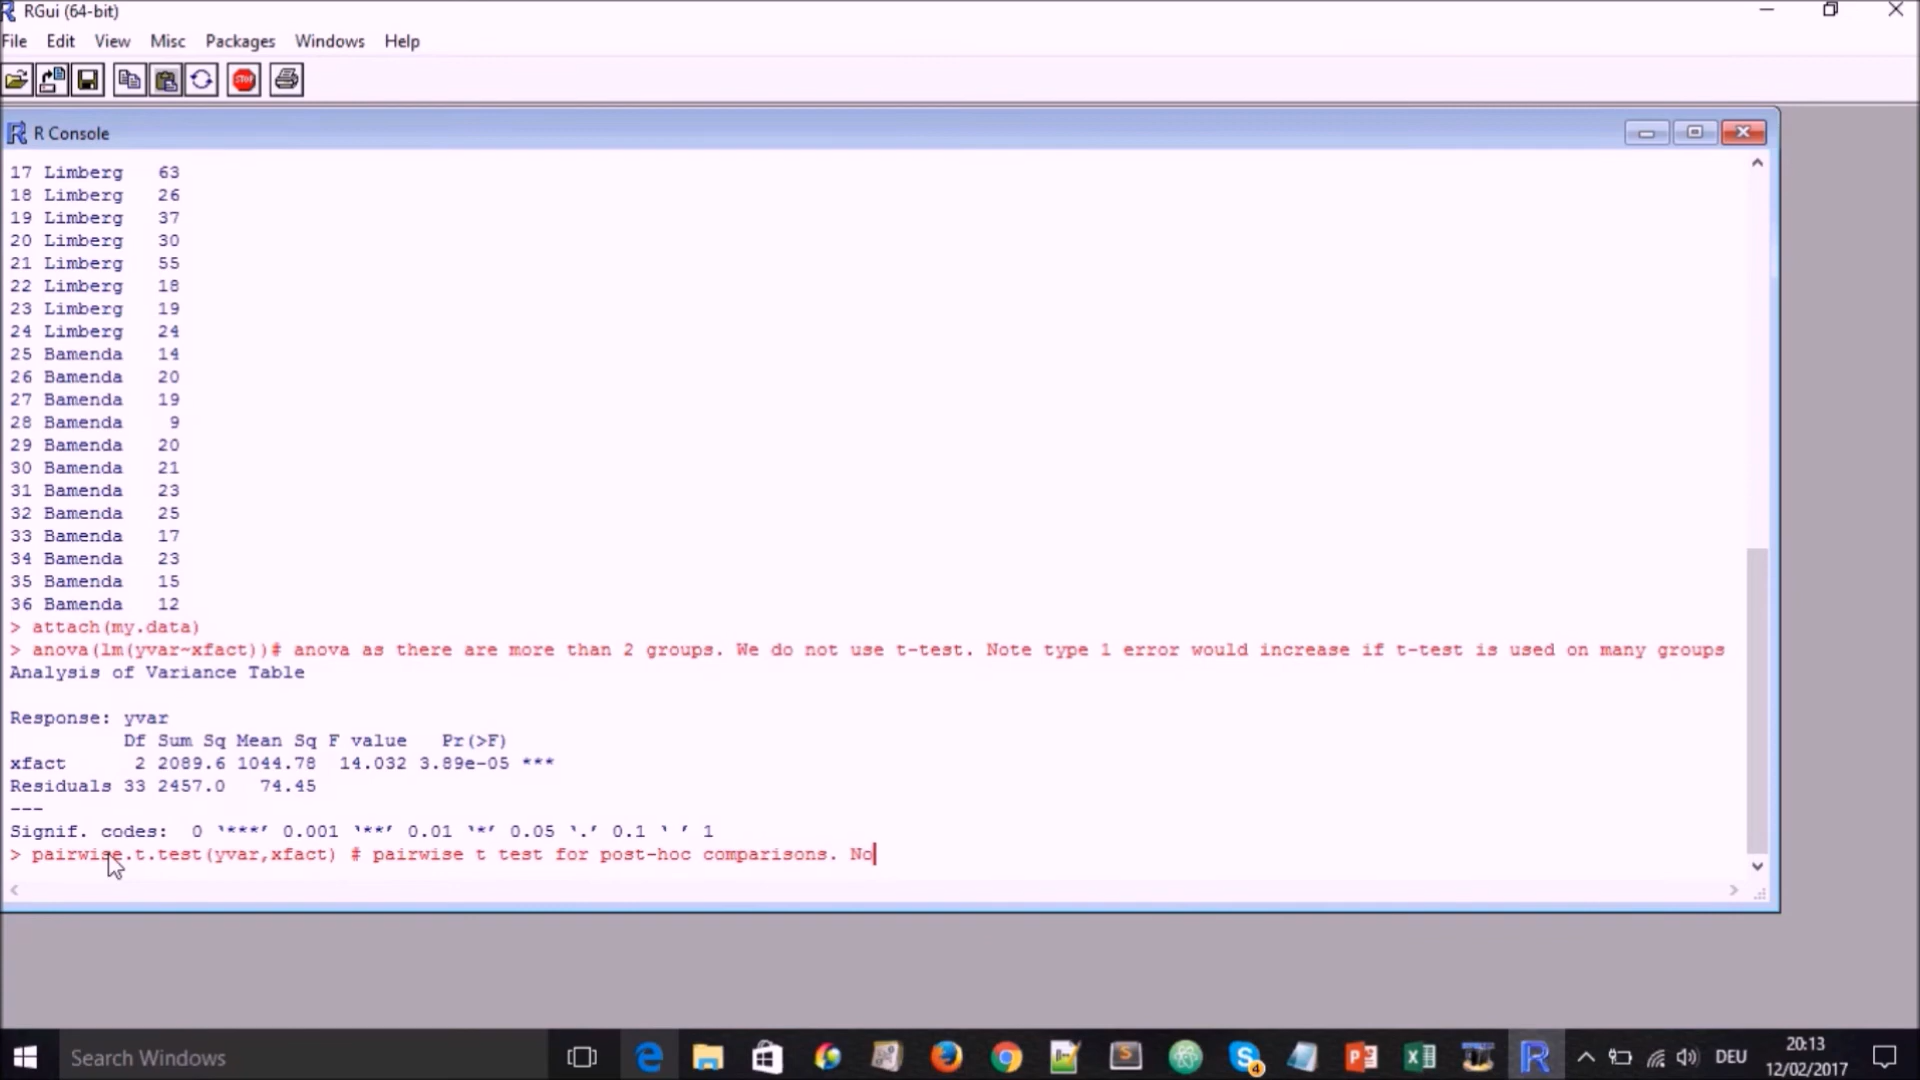 RGui (64-bit)
File Edit View Misc Packages Windows Help
STOP
R Console
17 Limberg 63
18 Limberg 26
19 Limberg 37
20 Limberg 30
21 Limberg 55
22 Limberg 18
23 Limberg 19
24 Limberg 24
25 Bamenda 14
26 Bamenda 20
27 Bamenda 19
28 Bamenda 9
29 Bamenda 20
30 Bamenda 21
31 Bamenda 23
32 Bamenda 25
33 Bamenda 17
34 Bamenda 23
35 Bamenda 15
36 Bamenda 12
> attach(my.data)
> anova(lm(yvar~xfact))# anova as there are more than 2 groups. We do not use t-test. Note type 1 error would increase if t-test is used on many groups
Analysis of Variance Table
Response: yvar
Df Sum Sq Mean Sq F value Pr(>F)
xfact 2 2089.6 1044.78 14.032 3.89e-05 ***
Residuals 33 2457.0 74.45
---
Signif. codes: 0 ‘***’ 0.001 ‘**’ 0.01 ‘*’ 0.05 ‘.’ 0.1 ‘ ’ 1
> pairwise.t.test(yvar,xfact) # pairwise t test for post-hoc comparisons. No
Search Windows
4
DEU
20:13
12/02/2017